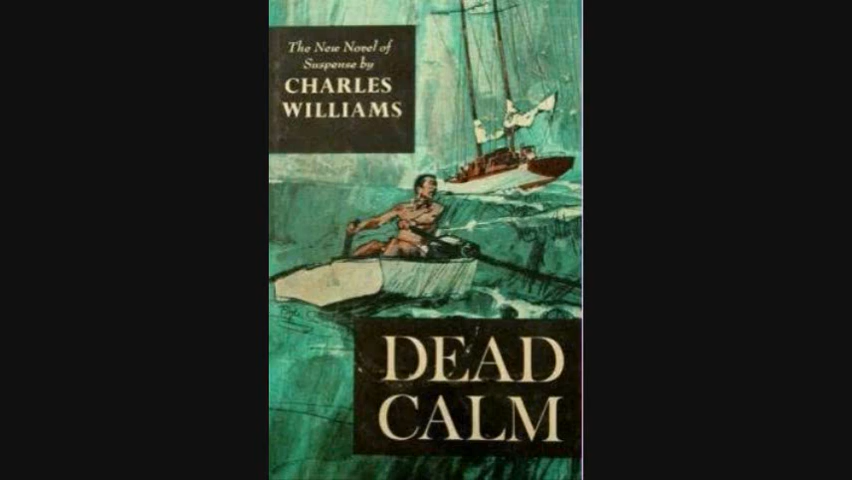 The New Novel of
Suspense by
CHARLES
WILLIAMS
DEAD
CALM